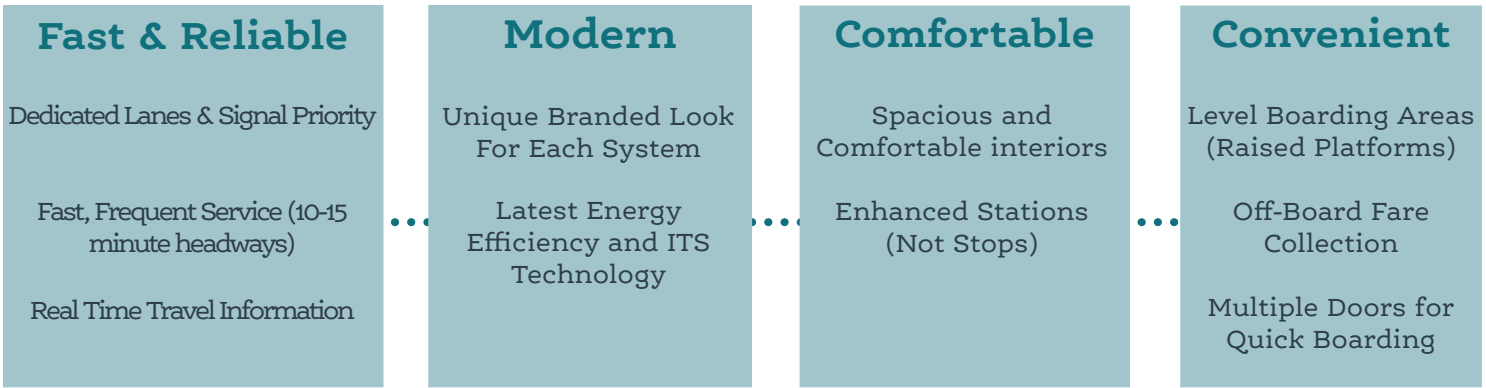 Fast & Reliable
Dedicated Lanes & Signal Priority
Fast, Frequent Service (10-15
minute headways)
Real Time Travel Information
Modern
Unique Branded Look
For Each System
Latest Energy
Efficiency and ITS
Technology
Comfortable
Spacious and
Comfortable interiors
Enhanced Stations
(Not Stops)
Convenient
Level Boarding Areas
(Raised Platforms)
Off-Board Fare
Collection
Multiple Doors for
Quick Boarding